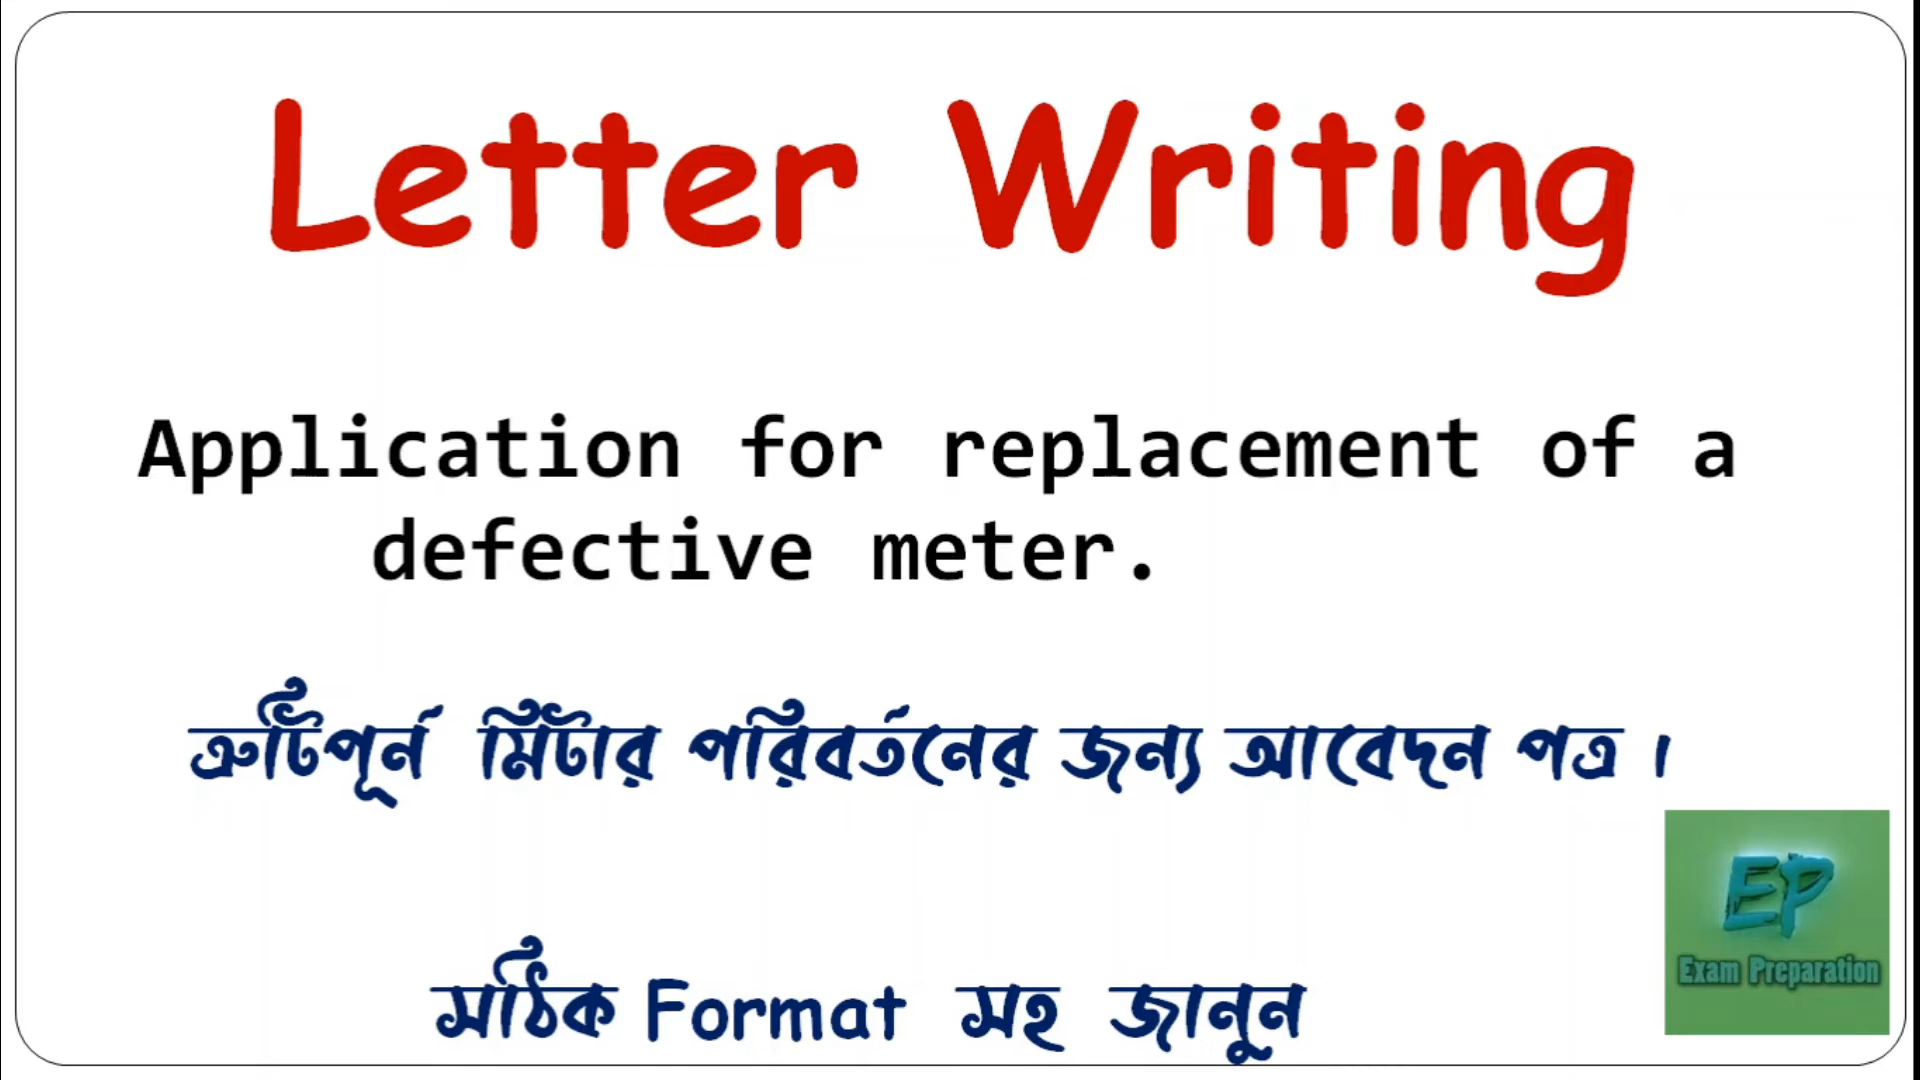 Letter Writing
Application for replacement of a
defective meter.
ত্রুটিপূর্ন মিটার পরিবর্তনের জন্য আবেদন পত্র ।
EP
Exam Preparation
সঠিক Format সহ জানুন